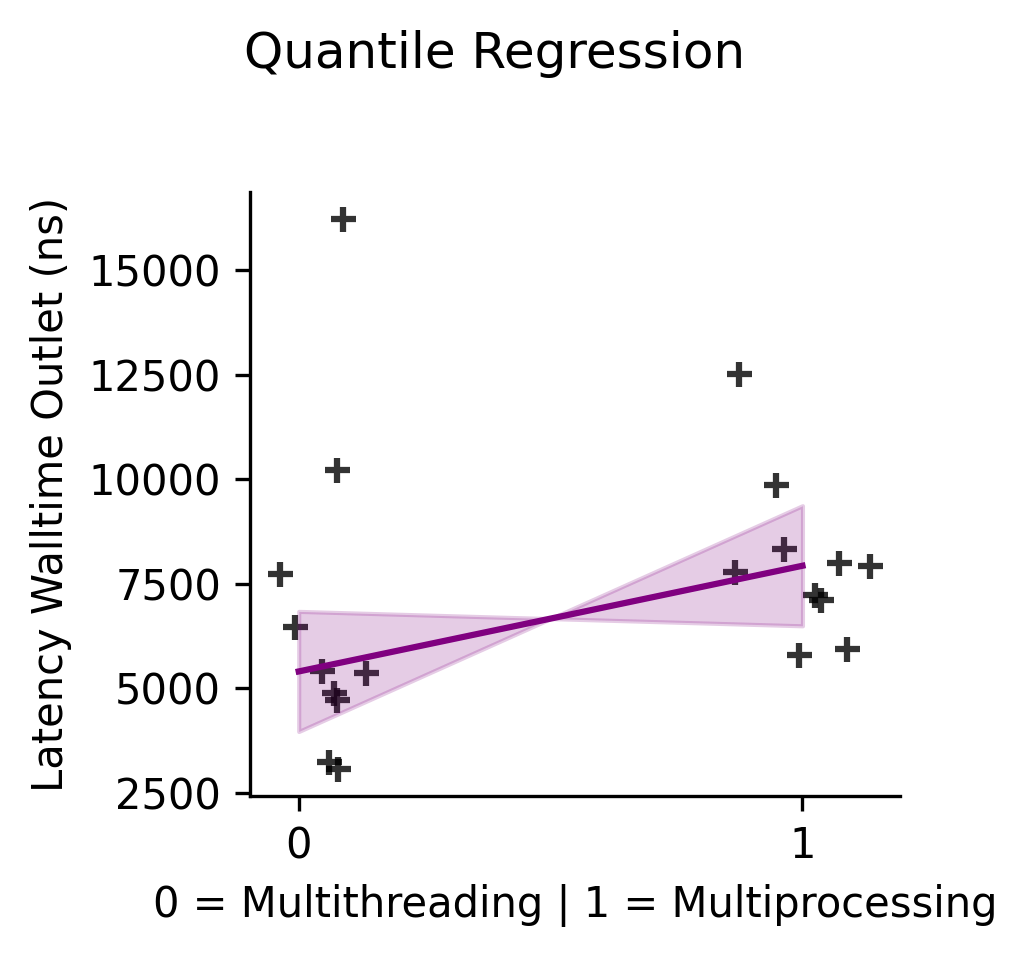 Quantile Regression
Latency Walltime Outlet (ns)
15000
12500
10000
7500
5000
2500
0
1
0 = Multithreading | 1 = Multiprocessing